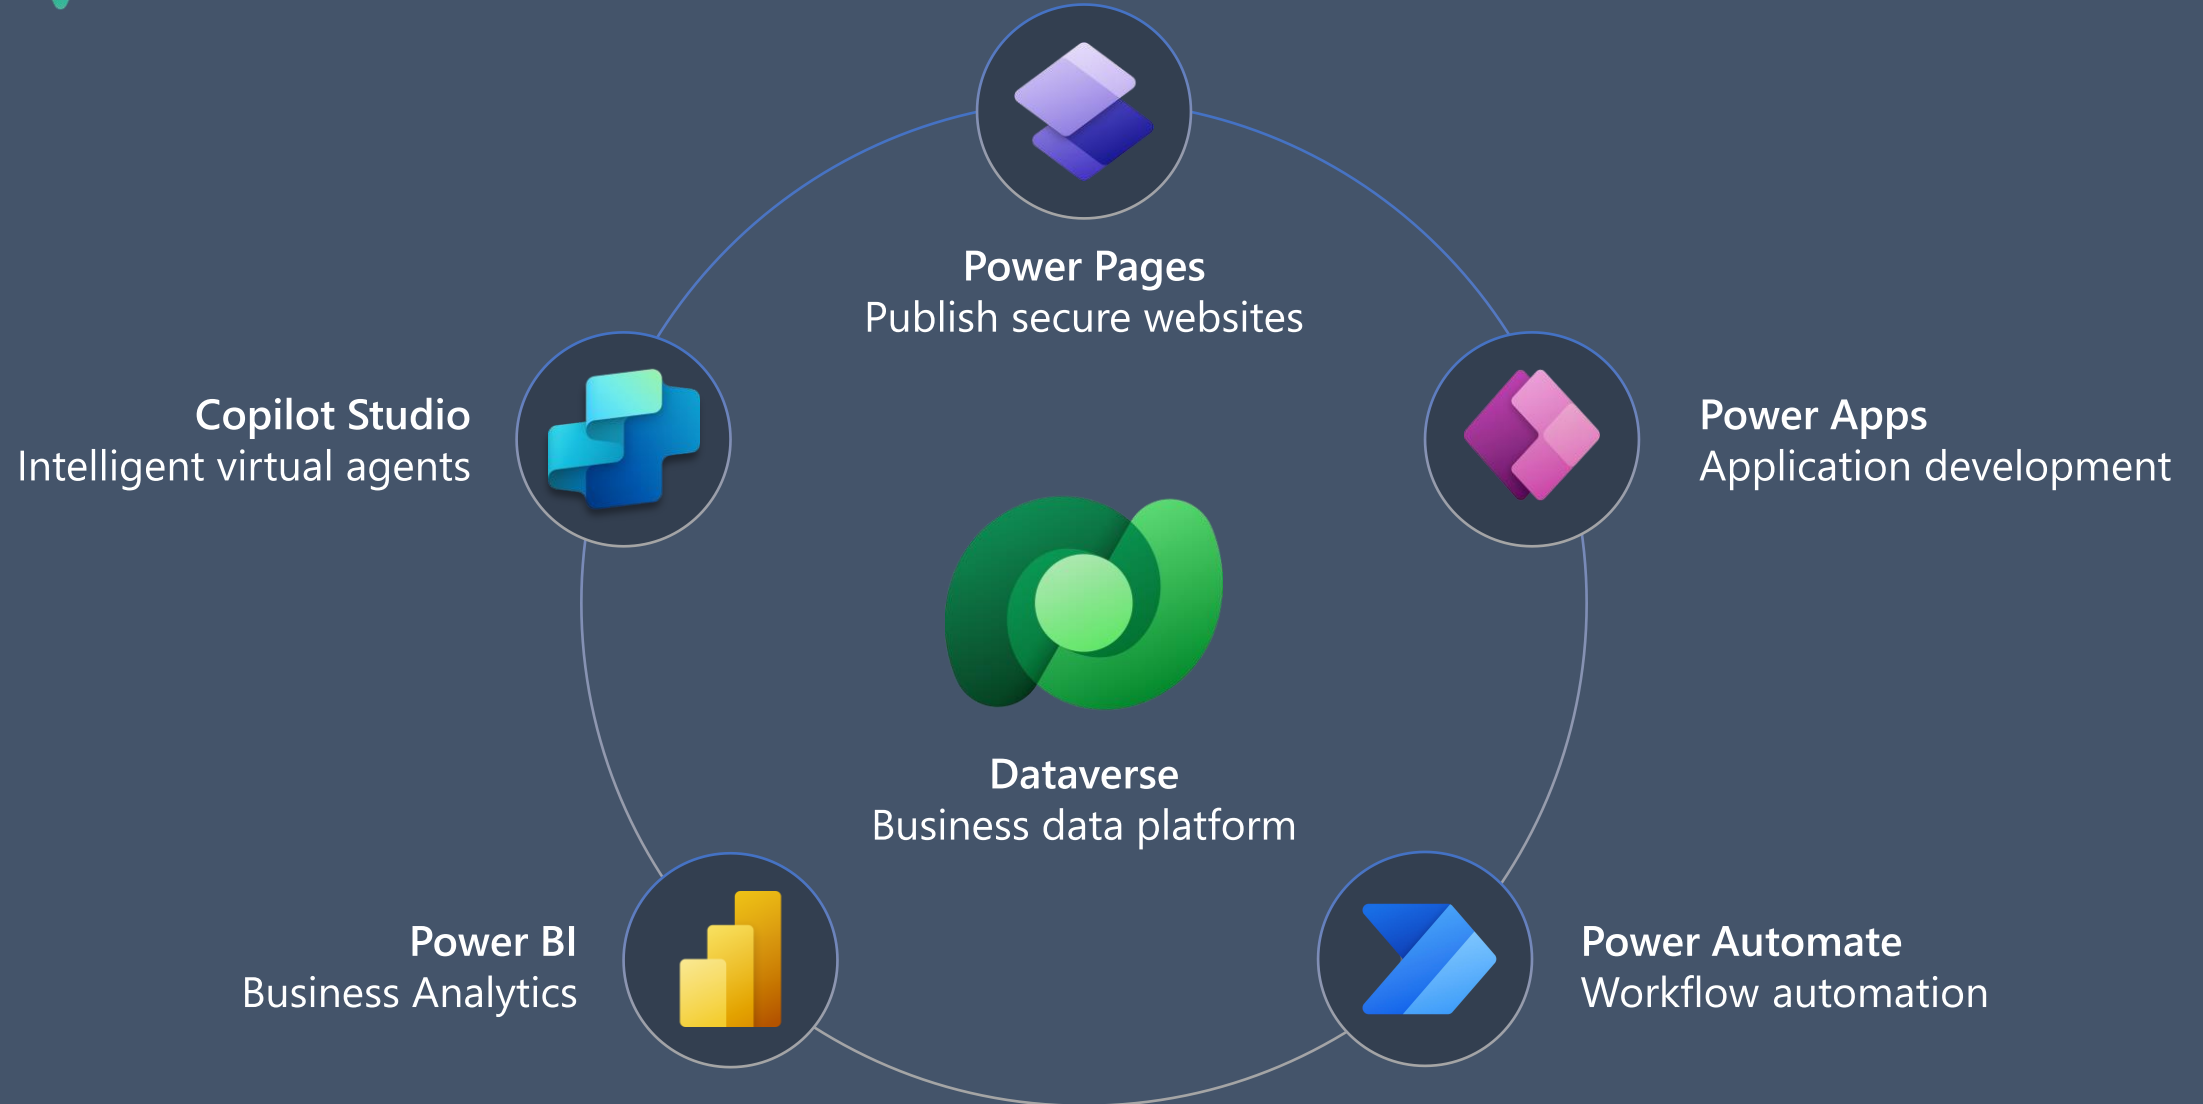 Power Pages
Publish secure websites
Copilot Studio
Intelligent virtual agents
Power Apps
Application development
Dataverse
Business data platform
Power BI
Business Analytics
Power Automate
Workflow automation